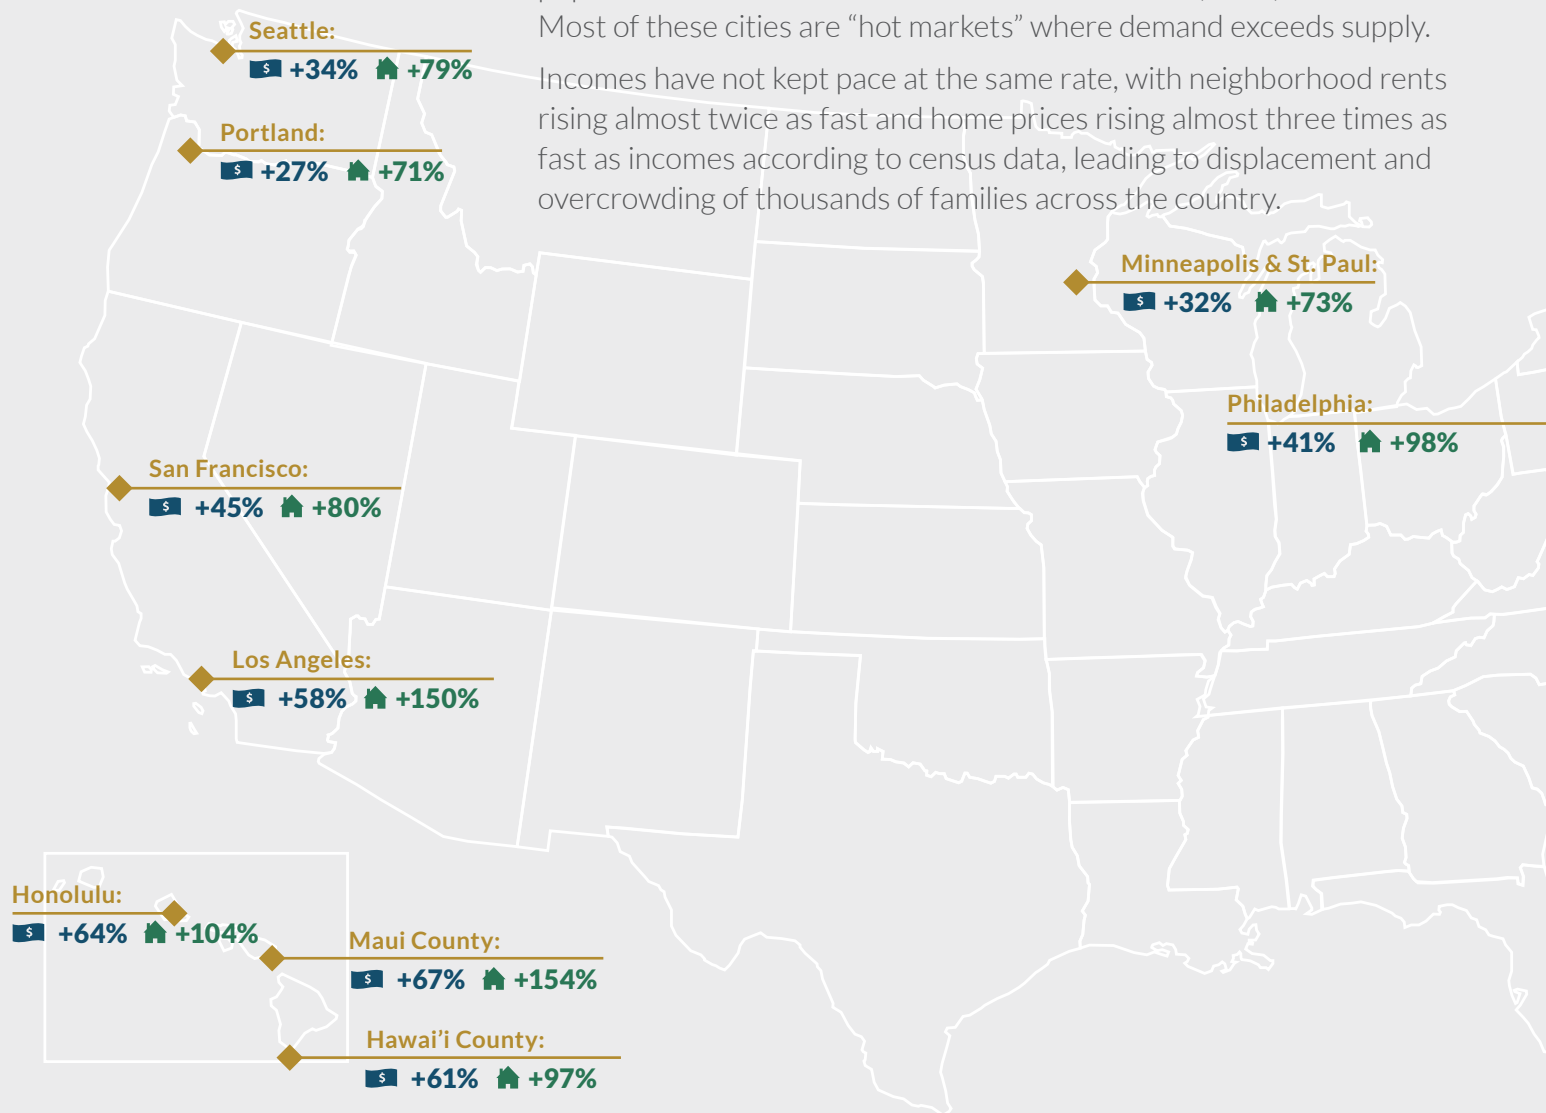 Most of these cities are “hot markets” where demand exceeds supply.
Incomes have not kept pace at the same rate, with neighborhood rents
rising almost twice as fast and home prices rising almost three times as
fast as incomes according to census data, leading to displacement and
overcrowding of thousands of families across the country.
Seattle:
$ +34% +79%
Portland:
$ +27% +71%
Minneapolis & St. Paul:
$ +32% +73%
Philadelphia:
$ +41% +98%
San Francisco:
$ +45% +80%
Los Angeles:
$ +58% +150%
Honolulu:
$ +64% +104%
Maui County:
$ +67% +154%
Hawai’i County:
$ +61% +97%